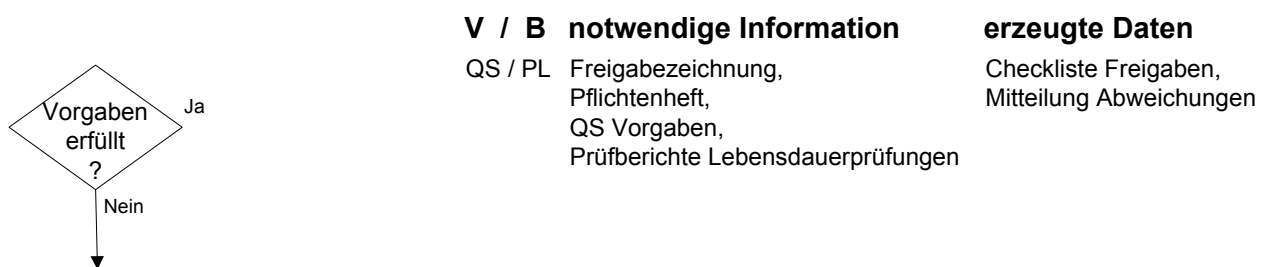 V / B notwendige Information erzeugte Daten
QS / PL Freigabezeichnung, Checkliste Freigaben,
Pflichtenheft, Mitteilung Abweichungen
QS Vorgaben,
Prüfberichte Lebensdauerprüfungen
Vorgaben
erfüllt
?
Ja
Nein